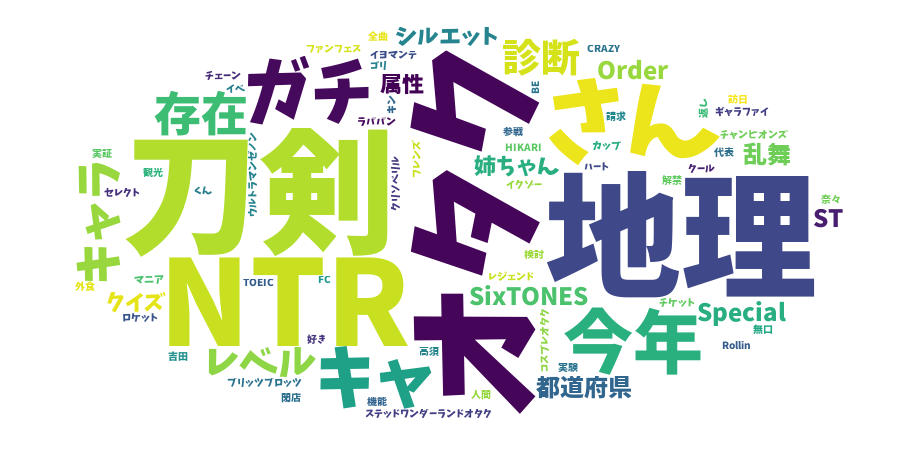 全曲
シルエット
ファンフェス
イヨマンテ
診断
CRAZY
ゴリ
Order
チェーン
ガチ
属性
イベ
BE
訪日
キン
返し
ギャラファイ
存在
ラババン
請求
さん
参戦
チャンピオンズ
オタク
刀剣
カップ
HIKARI
代表
乱舞
実証
ウルトラマンゼノン
フレンズ
姉ちゃん
ハート
クール
観光
クリソベリル
イクゾー
解禁
セレクト
くん
キャラ
地理
奈々
ST
検討
マニア
TOEIC
FC
レジェンド
外食
NTR
SixTONES
クイズ
チケット
Special
ロケット
コスプレオタク
今年
無口
好き
Rollin
吉田
高須
レベル
キャ
実験
ブリッツブロッツ
都道府県
人間
閉店
機能
ステッドワンダーランドオタク